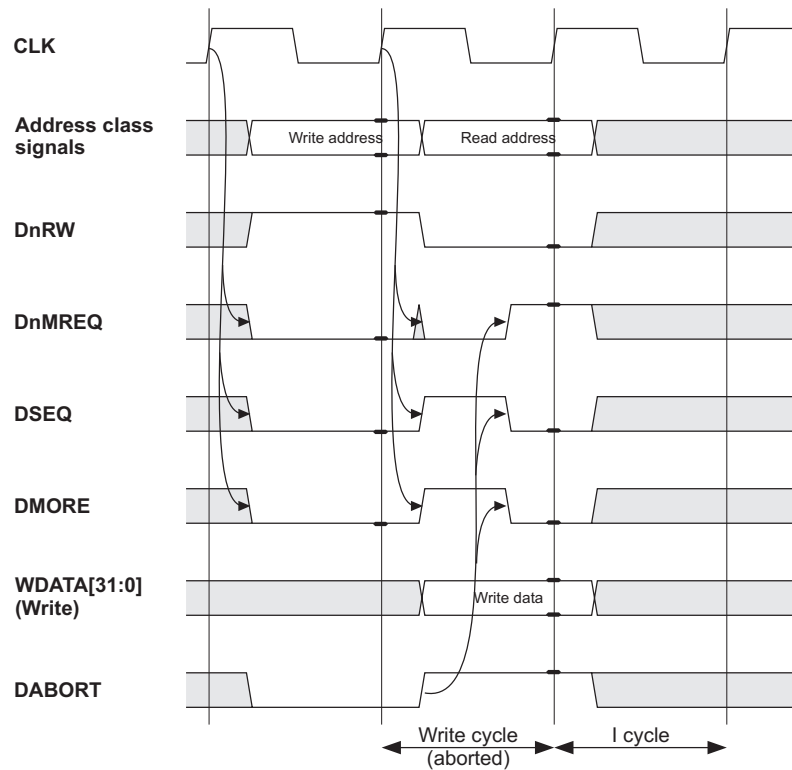 CLK
Address class
signals
Write address
Read address
DnRW
DnMREQ
DSEQ
DMORE
WDATA[31:0]
(Write)
Write data
DABORT
Write cycle
(aborted)
I cycle